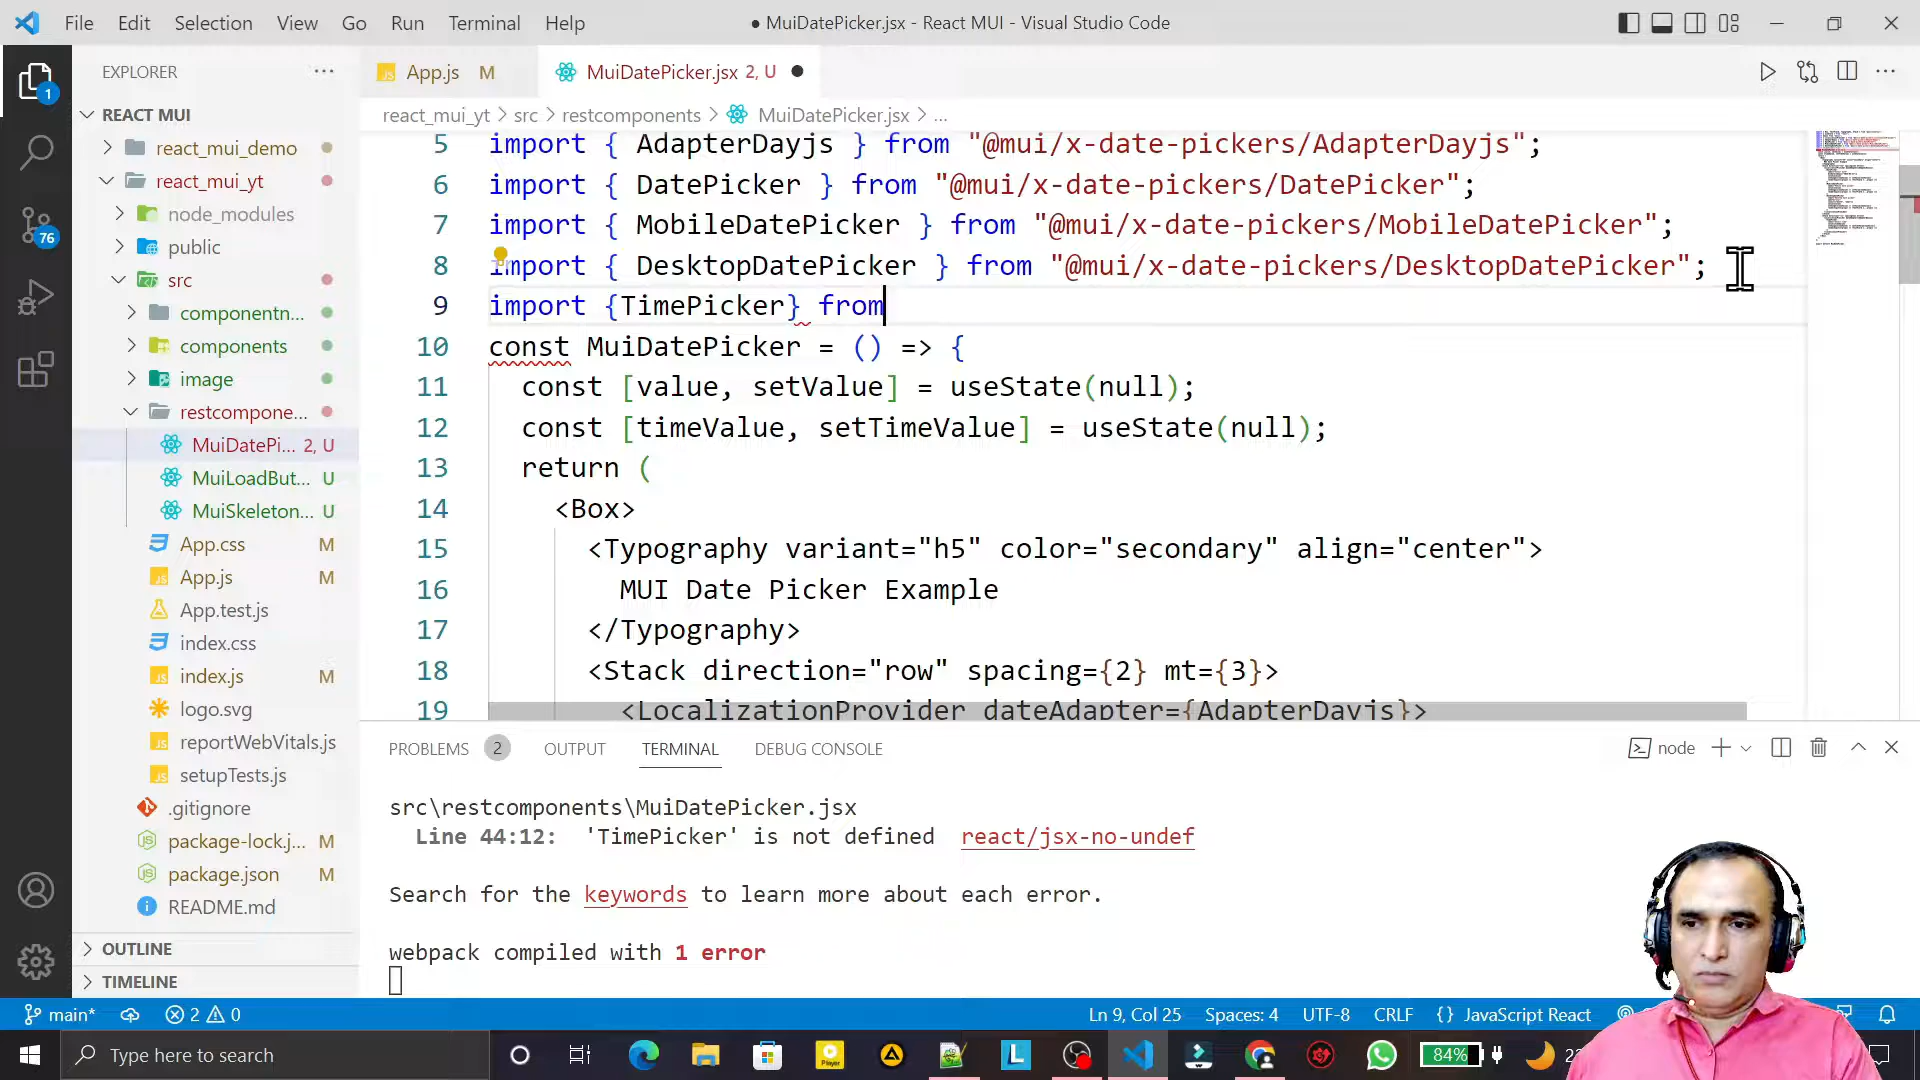 File Edit Selection View Go Run Terminal Help
● MuiDatePicker.jsx - React MUI - Visual Studio Code
EXPLORER
App.js M
MuiDatePicker.jsx 2, U
REACT MUI
react_mui_yt > src > restcomponents > MuiDatePicker.jsx > ...
react_mui_demo
react_mui_yt
node_modules
public
src
componentn...
components
image
restcompone...
MuiDatePi... 2, U
MuiLoadBut... U
MuiSkeleton... U
App.css M
App.js M
App.test.js
index.css
index.js M
logo.svg
reportWebVitals.js
setupTests.js
.gitignore
package-lock.j... M
package.json M
README.md
OUTLINE
TIMELINE
1
76
5 import { AdapterDayjs } from "@mui/x-date-pickers/AdapterDayjs";
6 import { DatePicker } from "@mui/x-date-pickers/DatePicker";
7 import { MobileDatePicker } from "@mui/x-date-pickers/MobileDatePicker";
8 import { DesktopDatePicker } from "@mui/x-date-pickers/DesktopDatePicker";
9 import {TimePicker} from
10 const MuiDatePicker = () => {
11 const [value, setValue] = useState(null);
12 const [timeValue, setTimeValue] = useState(null);
13 return (
14 <Box>
15 <Typography variant="h5" color="secondary" align="center">
16 MUI Date Picker Example
17 </Typography>
18 <Stack direction="row" spacing={2} mt={3}>
19 <LocalizationProvider dateAdapter={AdapterDayjs}>
PROBLEMS 2 OUTPUT TERMINAL DEBUG CONSOLE
node
src\restcomponents\MuiDatePicker.jsx
Line 44:12: 'TimePicker' is not defined react/jsx-no-undef
Search for the keywords to learn more about each error.
webpack compiled with 1 error
main* 2 0
Ln 9, Col 25 Spaces: 4 UTF-8 CRLF {} JavaScript React
Type here to search
84%